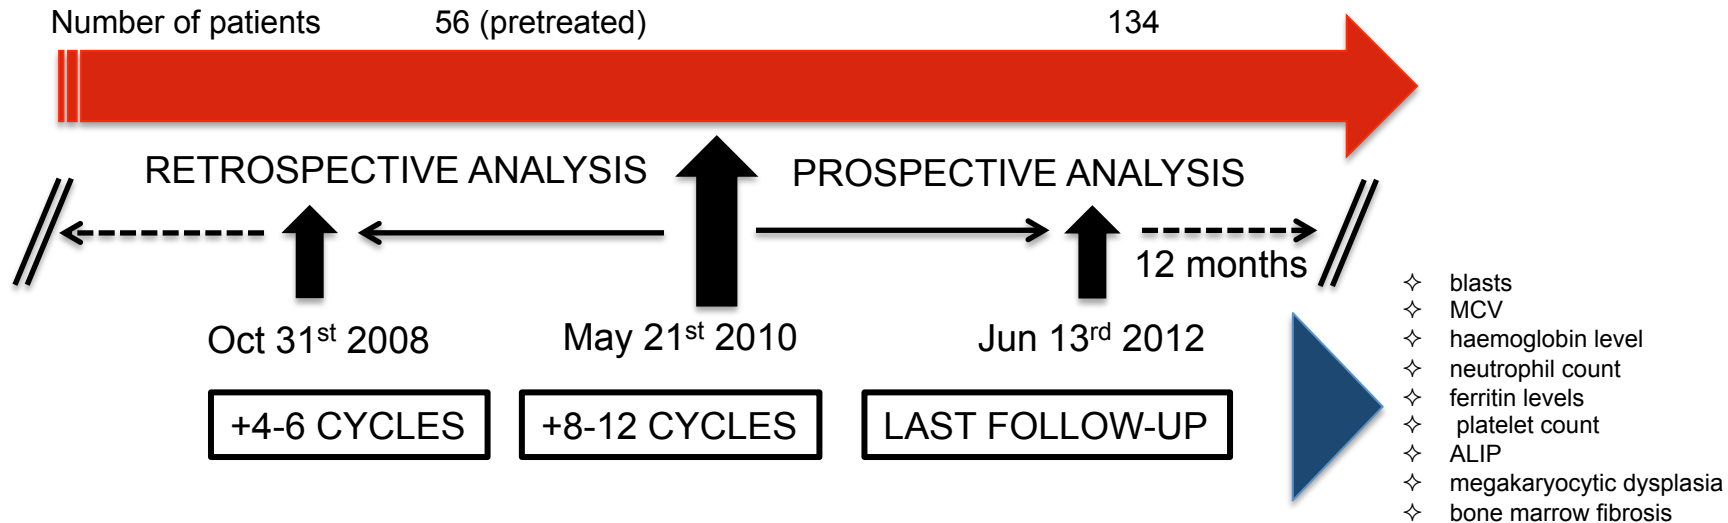 Number of patients 56 (pretreated) 134
RETROSPECTIVE ANALYSIS PROSPECTIVE ANALYSIS
12 months
Oct 31st 2008 May 21st 2010 Jun 13rd 2012
+4-6 CYCLES +8-12 CYCLES LAST FOLLOW-UP
✧ blasts
✧ MCV
✧ haemoglobin level
✧ neutrophil count
✧ ferritin levels
✧ platelet count
✧ ALIP
✧ megakaryocytic dysplasia
✧ bone marrow fibrosis